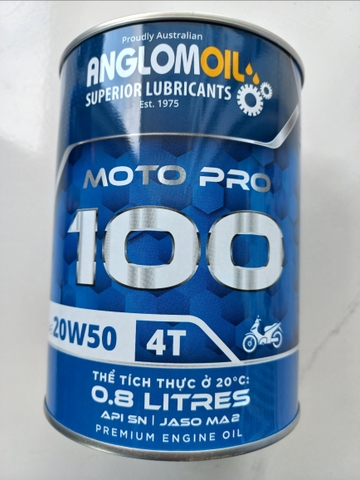 Proudly Australian
ANGLOMOIL
SUPERIOR LUBRICANTS
Est. 1975
MOTO PRO
100
20W50 4T
THỂ TÍCH THỰC Ở 20°C:
0.8 LITRES
API SN | JASO MA2
PREMIUM ENGINE OIL